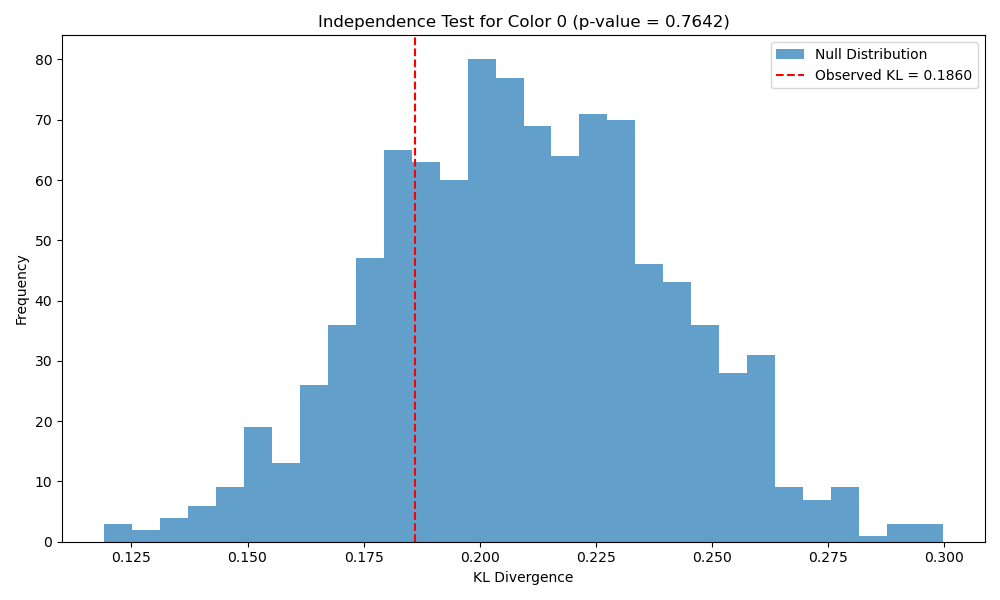 Independence Test for Color 0 (p-value = 0.7642)
Null Distribution
Observed KL = 0.1860
Frequency
80
70
60
50
40
30
20
10
0
0.125 0.150 0.175 0.200 0.225 0.250 0.275 0.300
KL Divergence